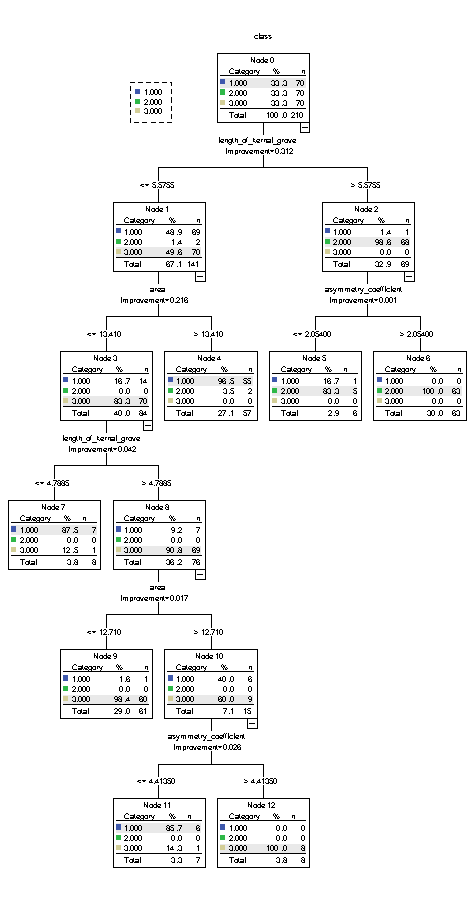 class
Node 0
Category % n
1.000 33.3 70
2.000 33.3 70
3.000 33.3 70
Total 100.0 210
1.000
2.000
3.000
length_of_kernal_grove
Improvement=0.312
<= 5.5755
> 5.5755
Node 1
Category % n
1.000 48.9 69
2.000 1.4 2
3.000 49.6 70
Total 67.1 141
Node 2
Category % n
1.000 1.4 1
2.000 98.6 68
3.000 0.0 0
Total 32.9 69
area
Improvement=0.216
asymmetry_coefficient
Improvement=0.001
<= 13.410
> 13.410
<= 2.05400
> 2.05400
Node 3
Category % n
1.000 16.7 14
2.000 0.0 0
3.000 83.3 70
Total 40.0 84
Node 4
Category % n
1.000 96.5 55
2.000 3.5 2
3.000 0.0 0
Total 27.1 57
Node 5
Category % n
1.000 16.7 1
2.000 83.3 5
3.000 0.0 0
Total 2.9 6
Node 6
Category % n
1.000 0.0 0
2.000 100.0 63
3.000 0.0 0
Total 30.0 63
length_of_kernal_grove
Improvement=0.042
<= 4.7885
> 4.7885
Node 7
Category % n
1.000 87.5 7
2.000 0.0 0
3.000 12.5 1
Total 3.8 8
Node 8
Category % n
1.000 9.2 7
2.000 0.0 0
3.000 90.8 69
Total 36.2 76
area
Improvement=0.017
<= 12.710
> 12.710
Node 9
Category % n
1.000 1.6 1
2.000 0.0 0
3.000 98.4 60
Total 29.0 61
Node 10
Category % n
1.000 40.0 6
2.000 0.0 0
3.000 60.0 9
Total 7.1 15
asymmetry_coefficient
Improvement=0.026
<= 4.41350
> 4.41350
Node 11
Category % n
1.000 85.7 6
2.000 0.0 0
3.000 14.3 1
Total 3.3 7
Node 12
Category % n
1.000 0.0 0
2.000 0.0 0
3.000 100.0 8
Total 3.8 8